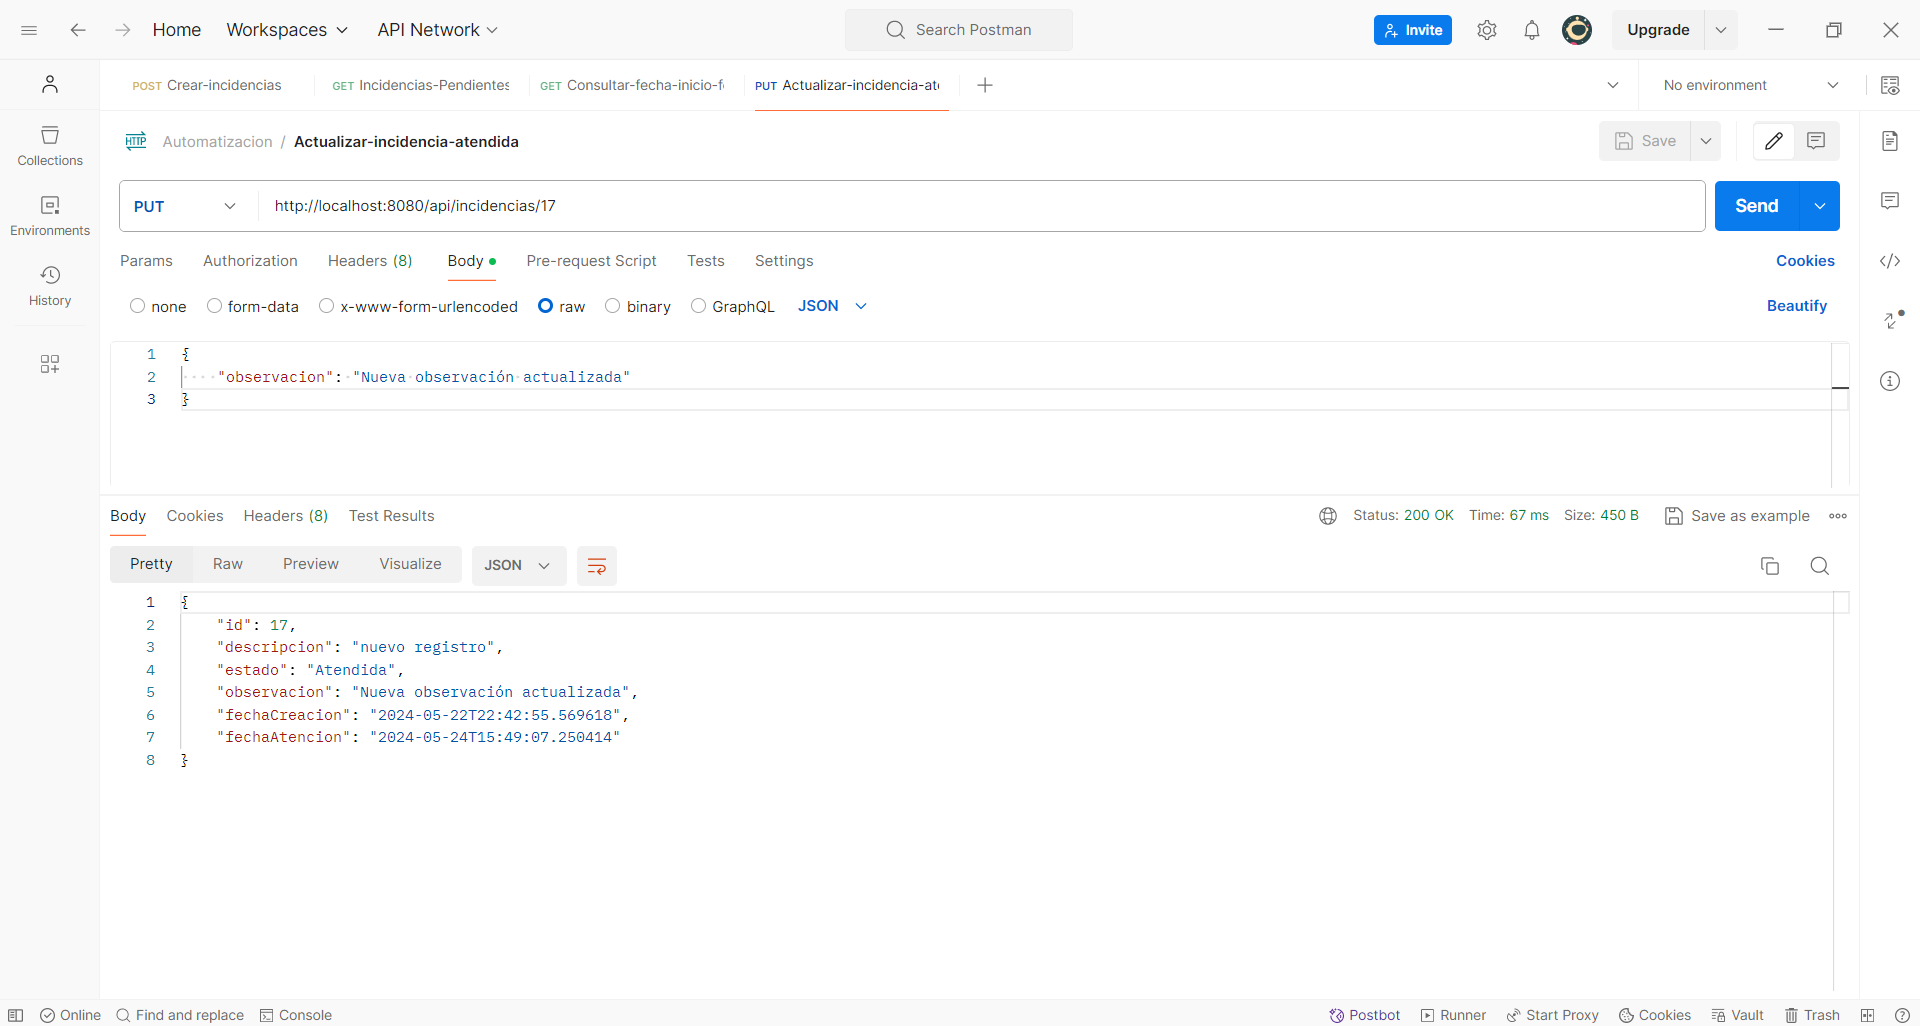 Home Workspaces API Network Search Postman Invite Upgrade
POST Crear-incidencias GET Incidencias-Pendientes GET Consultar-fecha-inicio-f PUT Actualizar-incidencia-at No environment
HTTP Automatizacion / Actualizar-incidencia-atendida Save
Collections
Environments
History
PUT http://localhost:8080/api/incidencias/17 Send
Params Authorization Headers (8) Body Pre-request Script Tests Settings Cookies
none form-data x-www-form-urlencoded raw binary GraphQL JSON Beautify
1 {
2 "observacion": "Nueva observación actualizada"
3 }
Body Cookies Headers (8) Test Results Status: 200 OK Time: 67 ms Size: 450 B Save as example
Pretty Raw Preview Visualize JSON
1 {
2 "id": 17,
3 "descripcion": "nuevo registro",
4 "estado": "Atendida",
5 "observacion": "Nueva observación actualizada",
6 "fechaCreacion": "2024-05-22T22:42:55.569618",
7 "fechaAtencion": "2024-05-24T15:49:07.250414"
8 }
Online Find and replace Console Postbot Runner Start Proxy Cookies Vault Trash